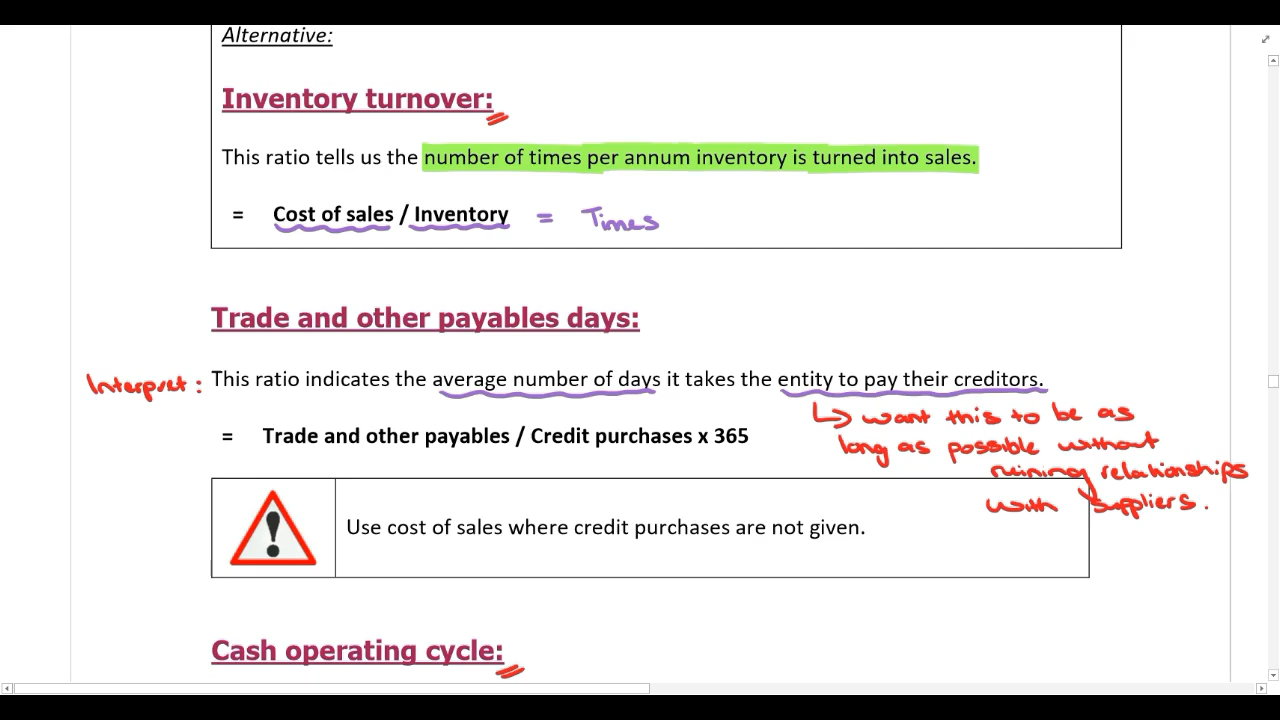 Alternative:
Inventory turnover:
This ratio tells us the number of times per annum inventory is turned into sales.
= Cost of sales / Inventory = Times
Trade and other payables days:
Interpret: This ratio indicates the average number of days it takes the entity to pay their creditors.
↳ want this to be as
long as possible without
ruining relationships
with suppliers.
= Trade and other payables / Credit purchases x 365
Use cost of sales where credit purchases are not given.
Cash operating cycle: